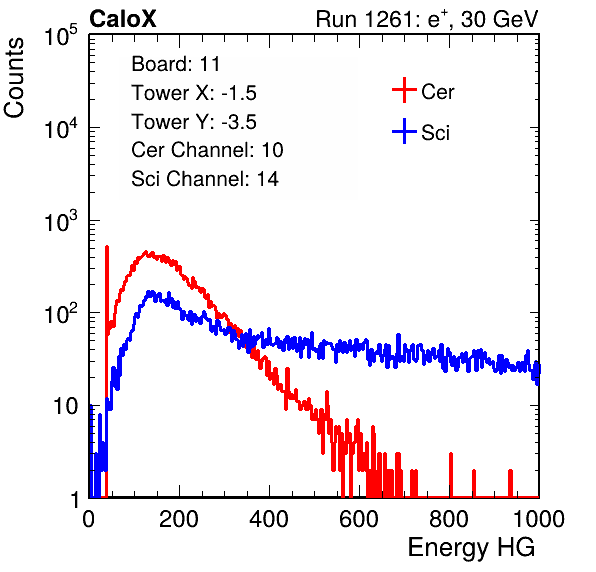 CaloX Run 1261: e⁺, 30 GeV
Counts
Board: 11
Tower X: -1.5
Tower Y: -3.5
Cer Channel: 10
Sci Channel: 14
Cer
Sci
10⁵
10⁴
10³
10²
10
1
0 200 400 600 800 1000
Energy HG